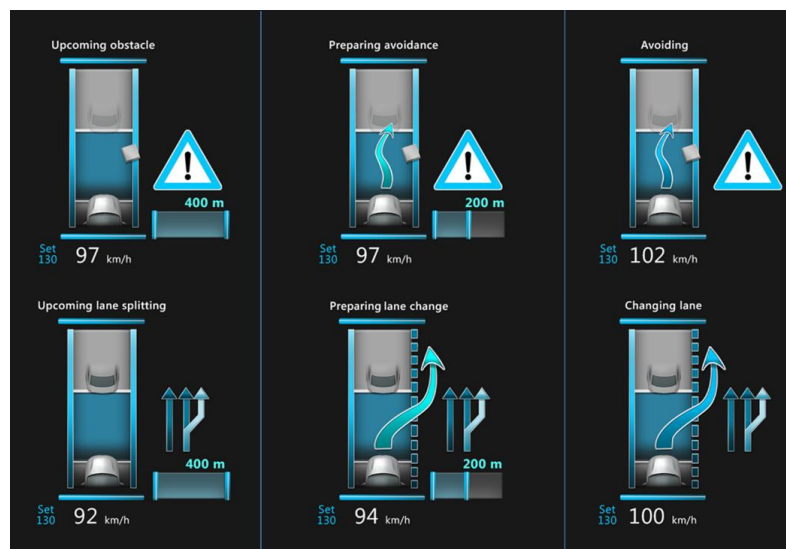 Upcoming obstacle
400 m
Set
130
97 km/h
Preparing avoidance
200 m
Set
130
97 km/h
Avoiding
Set
130
102 km/h
Upcoming lane splitting
400 m
Set
130
92 km/h
Preparing lane change
200 m
Set
130
94 km/h
Changing lane
Set
130
100 km/h